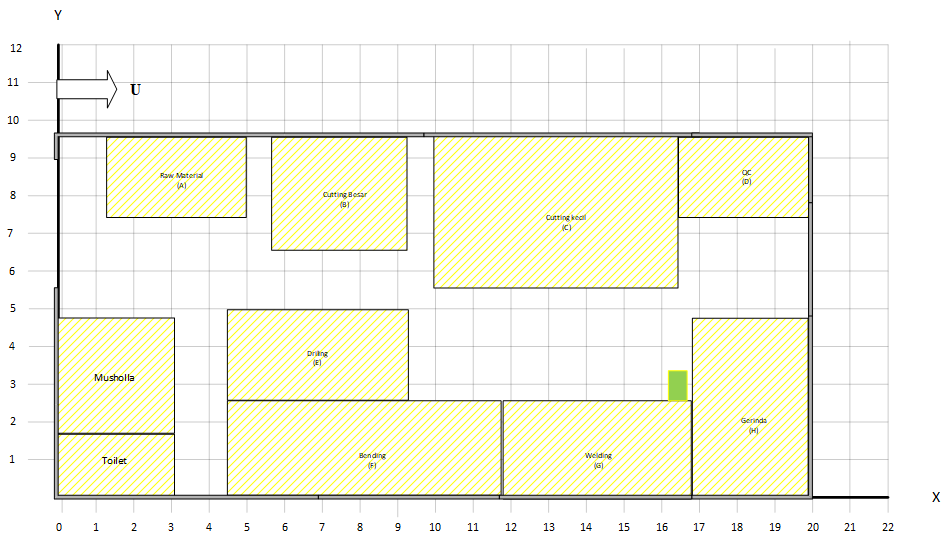 Y
12
11
U
10
9
Raw Material
(A)
Cutting Besar
(B)
QC
(D)
8
Cutting kecil
(C)
7
6
5
4
Driling
(E)
Musholla
3
2
Gerinda
(H)
1
Toilet
Bending
(F)
Welding
(G)
X
0 1 2 3 4 5 6 7 8 9 10 11 12 13 14 15 16 17 18 19 20 21 22